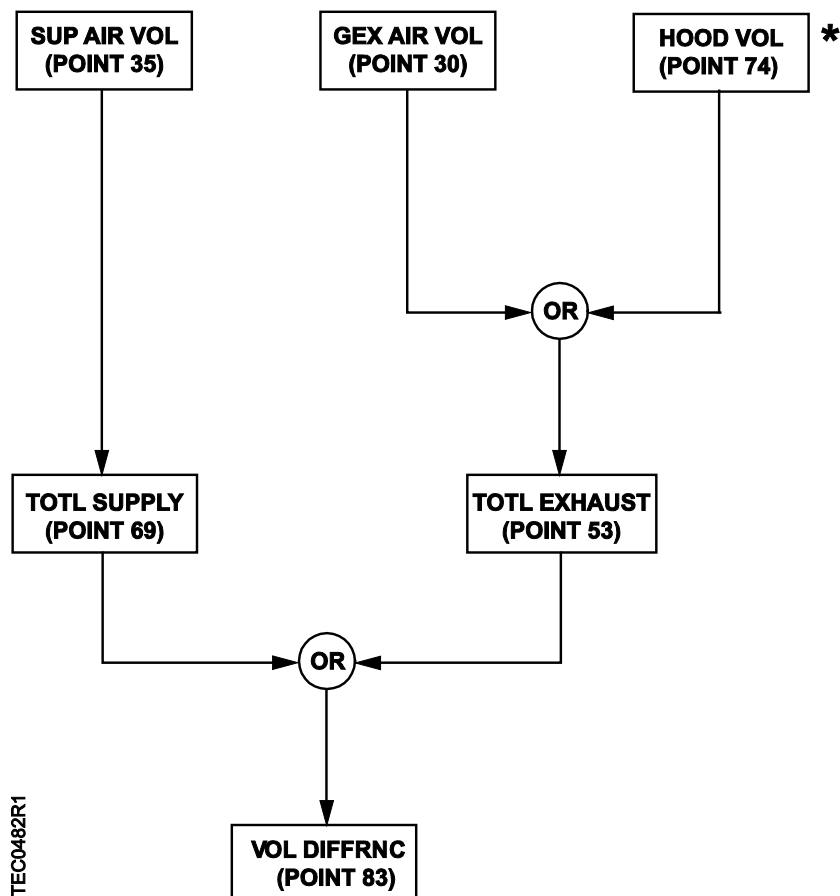 SUP AIR VOL
(POINT 35)
GEX AIR VOL
(POINT 30)
HOOD VOL
(POINT 74)
*
OR
TOTL SUPPLY
(POINT 69)
TOTL EXHAUST
(POINT 53)
OR
VOL DIFFRNC
(POINT 83)
TEC0482R1